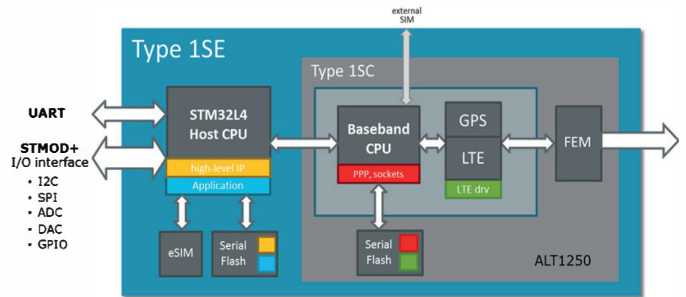 external
SIM
Type 1SE
Type 1SC
UART
STMOD+
I/O interface
• I2C
• SPI
• ADC
• DAC
• GPIO
STM32L4
Host CPU
high-level IP
Application
eSIM
Serial
Flash
Baseband
CPU
PPP, sockets
Serial
Flash
GPS
LTE
LTE drv
FEM
ALT1250